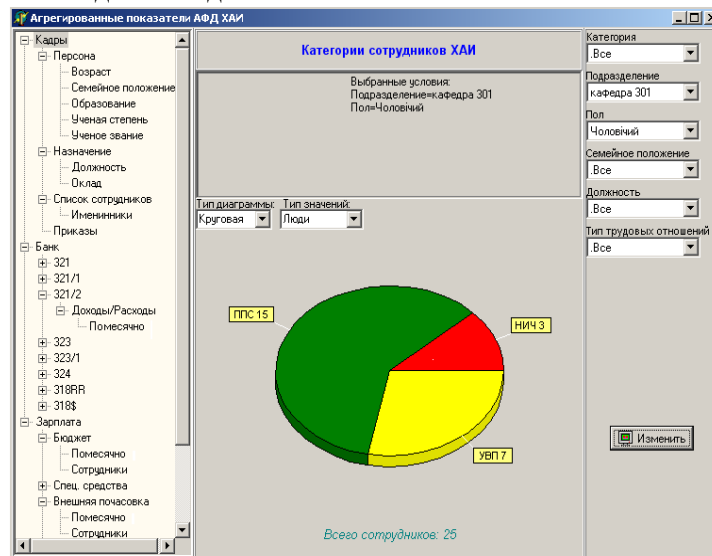 Агрегированные показатели АФД ХАИ
Кадры
Персона
Возраст
Семейное положение
Образование
Ученая степень
Ученое звание
Назначение
Должность
Оклад
Список сотрудников
Именинники
Приказы
Банк
321
321/1
321/2
Доходы/Расходы
Помесячно
323
323/1
324
318RR
318$
Зарплата
Бюджет
Помесячно
Сотрудники
Спец. средства
Внешняя почасовка
Помесячно
Сотрудники
Категории сотрудников ХАИ
Выбранные условия:
Подразделение=кафедра 301
Пол=Чоловічий
Тип диаграммы:
Тип значений:
Круговая
Люди
ППС 15
НИЧ 3
УВП 7
Всего сотрудников: 25
Категория
.Все
Подразделение
кафедра 301
Пол
Чоловічий
Семейное положение
.Все
Должность
.Все
Тип трудовых отношений
.Все
Изменить